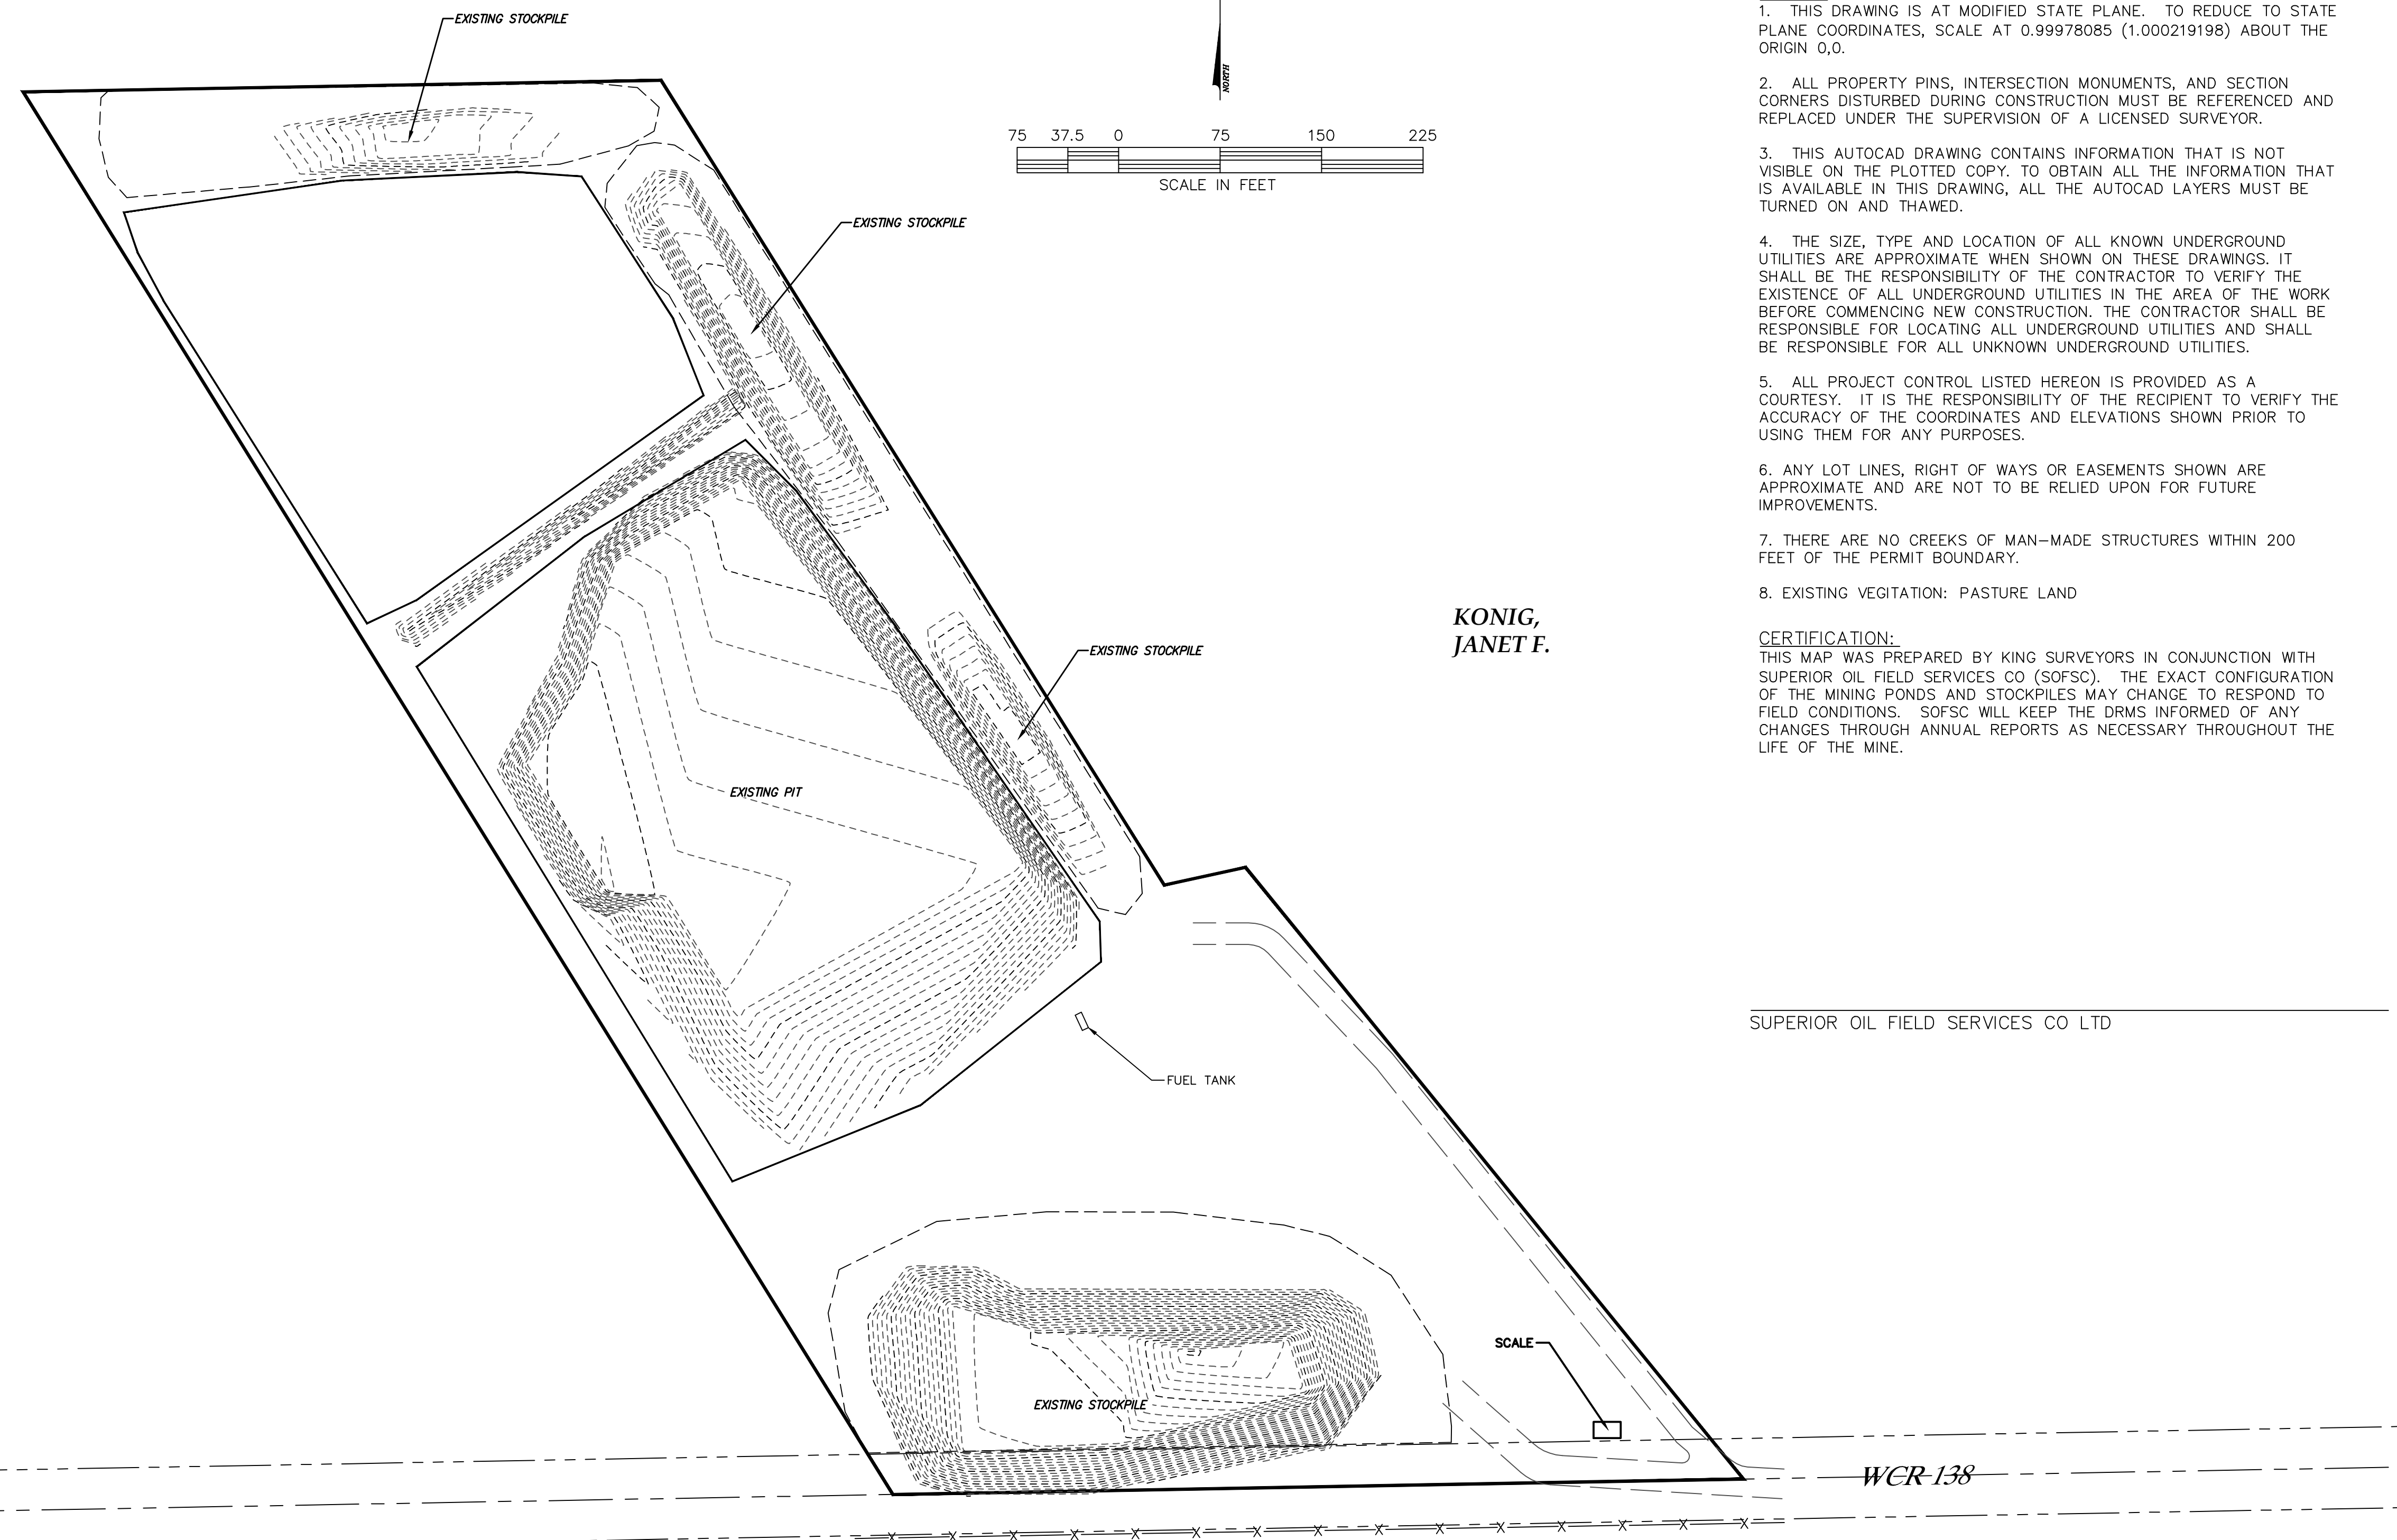 EXISTING STOCKPILE
NORTH
75 37.5 0 75 150 225
SCALE IN FEET
EXISTING STOCKPILE
KONIG,
JANET F.
EXISTING STOCKPILE
EXISTING PIT
FUEL TANK
SCALE
EXISTING STOCKPILE
WCR 138
X X X X X X X X X X X X X X X
1. THIS DRAWING IS AT MODIFIED STATE PLANE. TO REDUCE TO STATE
PLANE COORDINATES, SCALE AT 0.99978085 (1.000219198) ABOUT THE
ORIGIN 0,0.
2. ALL PROPERTY PINS, INTERSECTION MONUMENTS, AND SECTION
CORNERS DISTURBED DURING CONSTRUCTION MUST BE REFERENCED AND
REPLACED UNDER THE SUPERVISION OF A LICENSED SURVEYOR.
3. THIS AUTOCAD DRAWING CONTAINS INFORMATION THAT IS NOT
VISIBLE ON THE PLOTTED COPY. TO OBTAIN ALL THE INFORMATION THAT
IS AVAILABLE IN THIS DRAWING, ALL THE AUTOCAD LAYERS MUST BE
TURNED ON AND THAWED.
4. THE SIZE, TYPE AND LOCATION OF ALL KNOWN UNDERGROUND
UTILITIES ARE APPROXIMATE WHEN SHOWN ON THESE DRAWINGS. IT
SHALL BE THE RESPONSIBILITY OF THE CONTRACTOR TO VERIFY THE
EXISTENCE OF ALL UNDERGROUND UTILITIES IN THE AREA OF THE WORK
BEFORE COMMENCING NEW CONSTRUCTION. THE CONTRACTOR SHALL BE
RESPONSIBLE FOR LOCATING ALL UNDERGROUND UTILITIES AND SHALL
BE RESPONSIBLE FOR ALL UNKNOWN UNDERGROUND UTILITIES.
5. ALL PROJECT CONTROL LISTED HEREON IS PROVIDED AS A
COURTESY. IT IS THE RESPONSIBILITY OF THE RECIPIENT TO VERIFY THE
ACCURACY OF THE COORDINATES AND ELEVATIONS SHOWN PRIOR TO
USING THEM FOR ANY PURPOSES.
6. ANY LOT LINES, RIGHT OF WAYS OR EASEMENTS SHOWN ARE
APPROXIMATE AND ARE NOT TO BE RELIED UPON FOR FUTURE
IMPROVEMENTS.
7. THERE ARE NO CREEKS OF MAN-MADE STRUCTURES WITHIN 200
FEET OF THE PERMIT BOUNDARY.
8. EXISTING VEGITATION: PASTURE LAND
CERTIFICATION:
THIS MAP WAS PREPARED BY KING SURVEYORS IN CONJUNCTION WITH
SUPERIOR OIL FIELD SERVICES CO (SOFSC). THE EXACT CONFIGURATION
OF THE MINING PONDS AND STOCKPILES MAY CHANGE TO RESPOND TO
FIELD CONDITIONS. SOFSC WILL KEEP THE DRMS INFORMED OF ANY
CHANGES THROUGH ANNUAL REPORTS AS NECESSARY THROUGHOUT THE
LIFE OF THE MINE.
SUPERIOR OIL FIELD SERVICES CO LTD